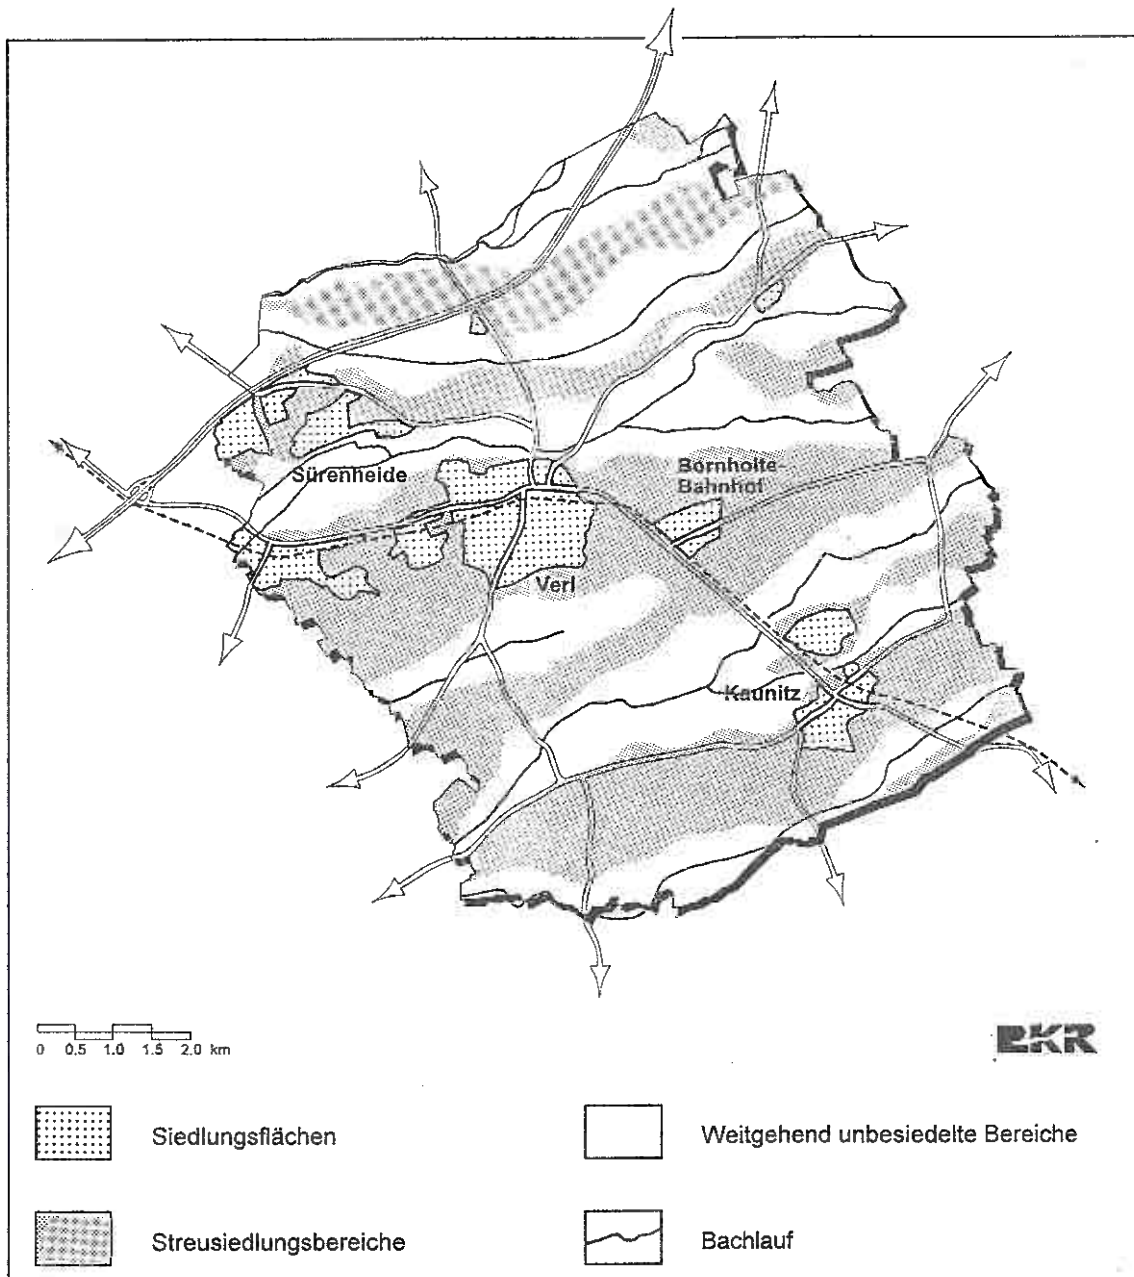 Sürenheide
Bornholte
Bahnhof
Verl
Kaunitz
0 0.5 1.0 1.5 2.0 km
Siedlungsflächen
Weitgehend unbesiedelte Bereiche
Streusiedlungsbereiche
Bachlauf